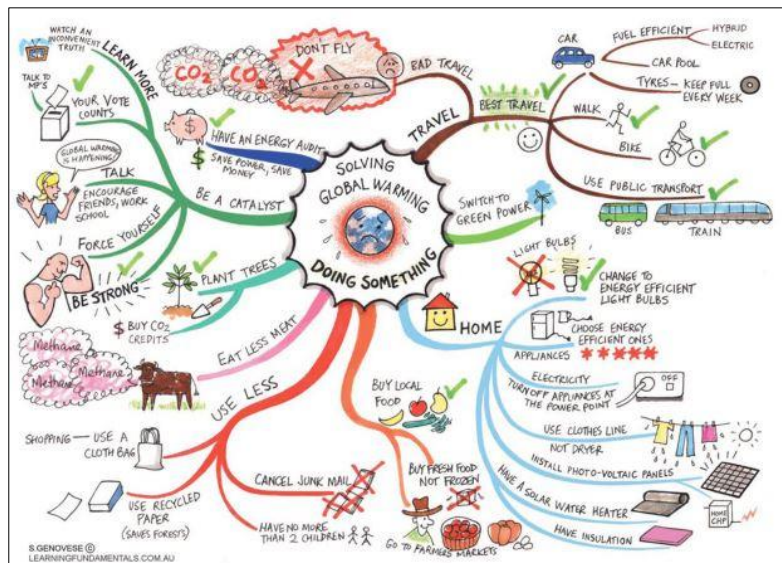 SOLVING
GLOBAL WARMING
DOING SOMETHING
TRAVEL
BAD TRAVEL
DON'T FLY
CO2
CO2
BEST TRAVEL
CAR
FUEL EFFICIENT
HYBRID
ELECTRIC
CAR POOL
TYRES - KEEP FULL
EVERY WEEK
WALK
BIKE
USE PUBLIC TRANSPORT
BUS
TRAIN
SWITCH TO
GREEN POWER
HOME
LIGHT BULBS
CHANGE TO
ENERGY EFFICIENT
LIGHT BULBS
CHOOSE ENERGY
EFFICIENT ONES
APPLIANCES
ELECTRICITY
TURN OFF APPLIANCES AT
THE POWER POINT
OFF
USE CLOTHES LINE
NOT DRYER
INSTALL PHOTO-VOLTAIC PANELS
HOME
CHP
HAVE A SOLAR WATER
HEATER
HAVE INSULATION
BUY LOCAL
FOOD
BUY FRESH FOOD
NOT FROZEN
GO TO FARMERS MARKETS
USE LESS
SHOPPING — USE A
CLOTH BAG
USE RECYCLED
PAPER
(SAVES FORESTS)
CANCEL JUNK MAIL
HAVE NO MORE
THAN 2 CHILDREN
EAT LESS MEAT
Methane
Methane
Methane
PLANT TREES
$ BUY CO2
CREDITS
BE A CATALYST
LEARN MORE
WATCH AN
INCONVENIENT
TRUTH
TALK TO
MP'S
YOUR VOTE
COUNTS
GLOBAL WARMING
IS HAPPENING!
TALK
ENCOURAGE
FRIENDS, WORK
SCHOOL
FORCE YOURSELF
BE STRONG
HAVE AN ENERGY AUDIT
$ SAVE POWER, SAVE
MONEY
S.GENOVESE ©
LEARNINGFUNDAMENTALS.COM.AU